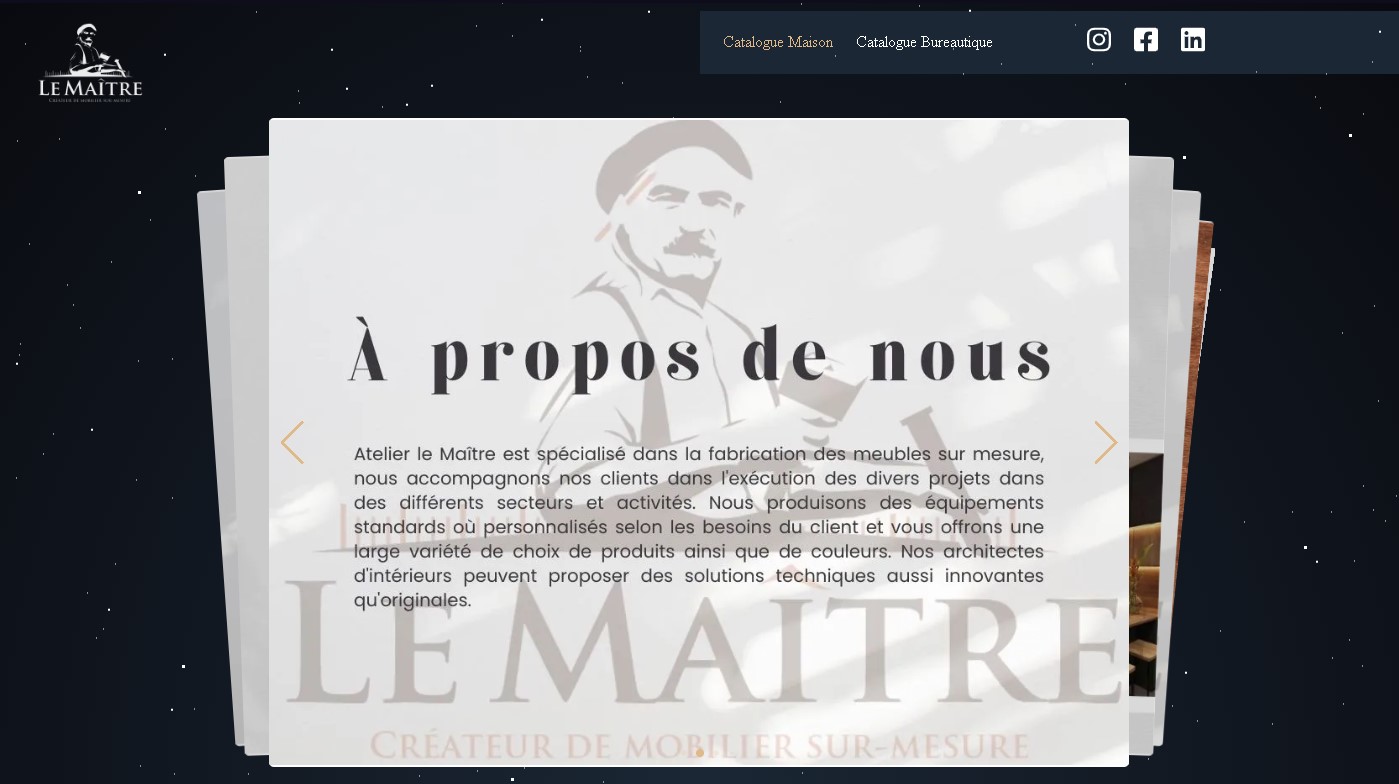 LE MAÎTRE
CRÉATEUR DE MOBILIER SUR-MESURE
Catalogue Maison
Catalogue Bureautique
À propos de nous
Atelier le Maître est spécialisé dans la fabrication des meubles sur mesure,
nous accompagnons nos clients dans l'exécution des divers projets dans
des différents secteurs et activités. Nous produisons des équipements
standards où personnalisés selon les besoins du client et vous offrons une
large variété de choix de produits ainsi que de couleurs. Nos architectes
d'intérieurs peuvent proposer des solutions techniques aussi innovantes
qu'originales.
LE MAÎTRE
CRÉATEUR DE MOBILIER SUR-MESURE